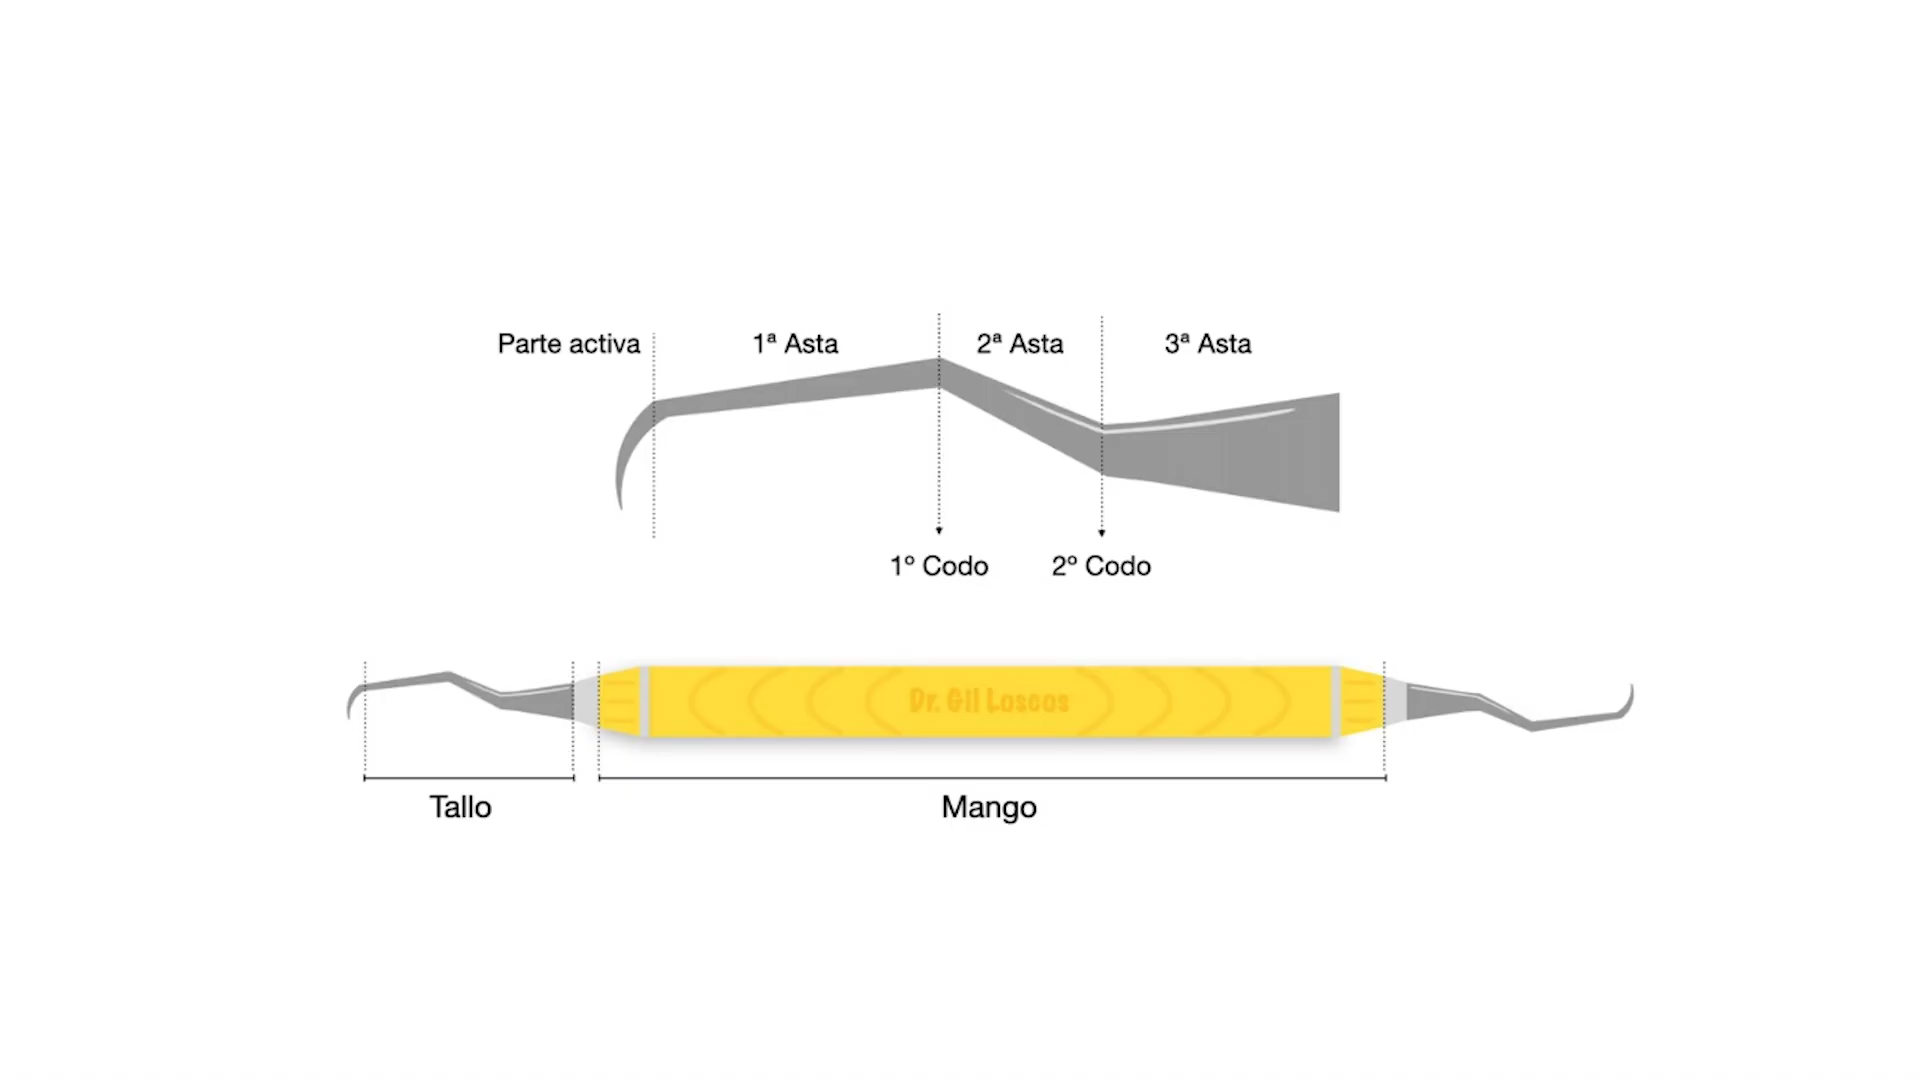 Parte activa
1ª Asta
2ª Asta
3ª Asta
1º Codo
2º Codo
Dr. Gil Loscos
Tallo
Mango